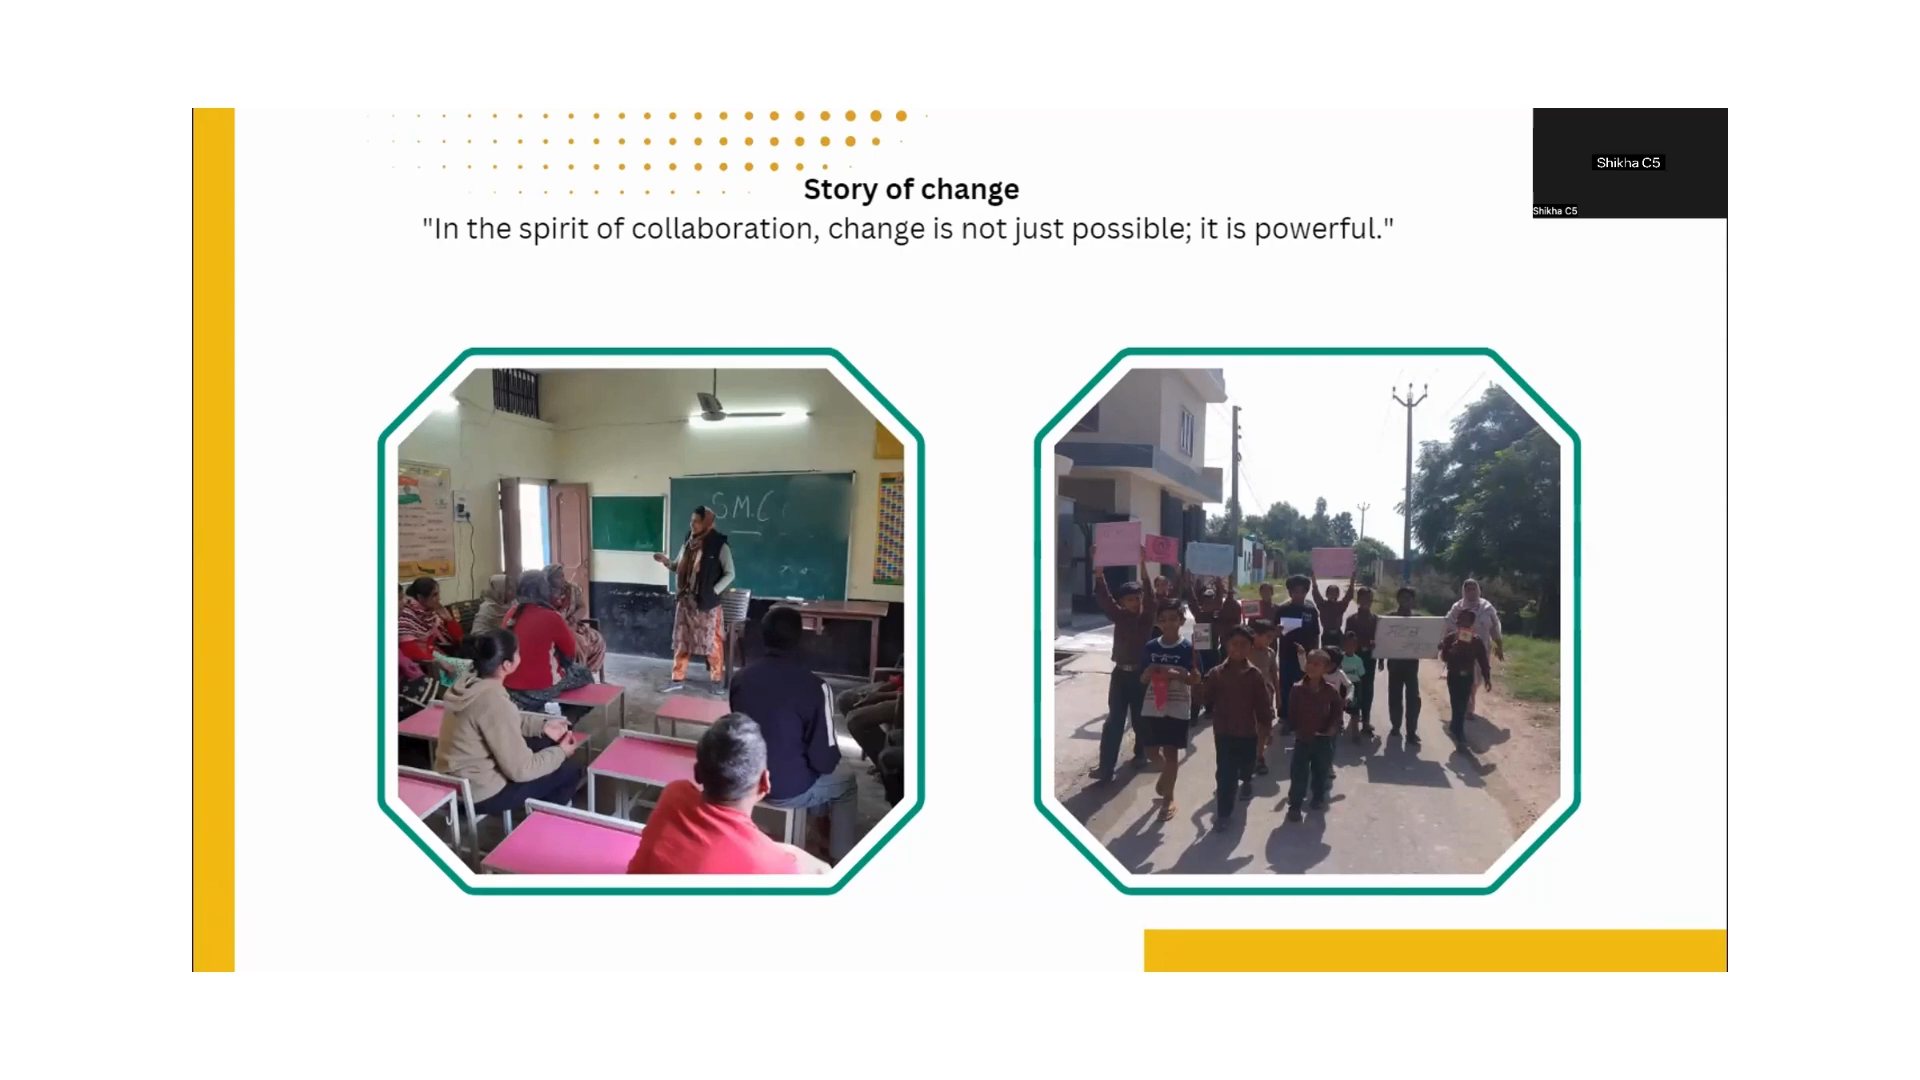 Story of change
"In the spirit of collaboration, change is not just possible; it is powerful."
Shikha C5
Shikha C5
S.M.C